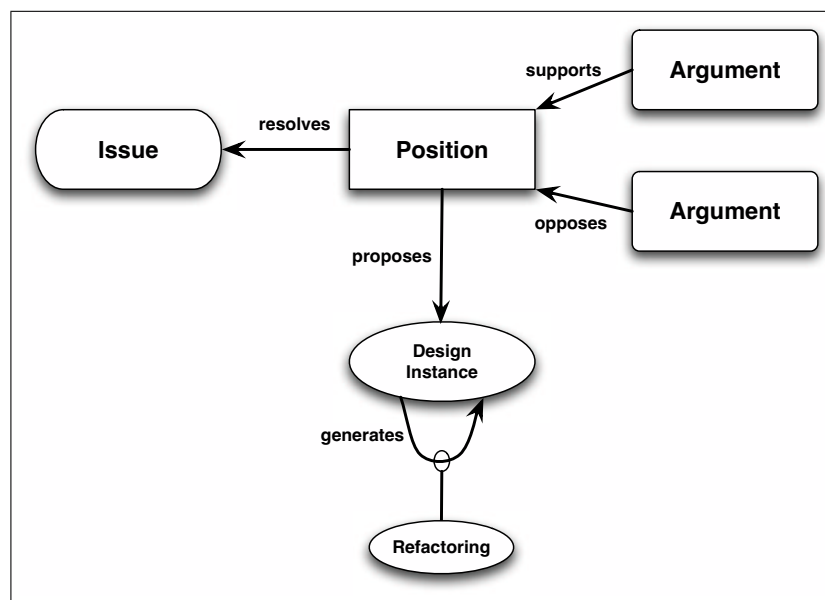 supports
Argument
resolves
Issue
Position
Argument
opposes
proposes
Design
Instance
generates
Refactoring